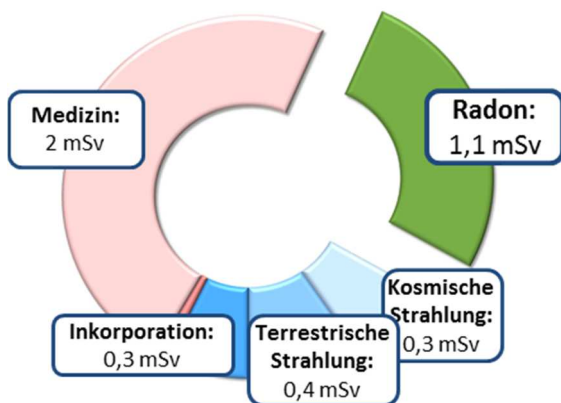 Medizin:
2 mSv
Radon:
1,1 mSv
Kosmische
Strahlung:
0,3 mSv
Terrestrische
Strahlung:
0,4 mSv
Inkorporation:
0,3 mSv